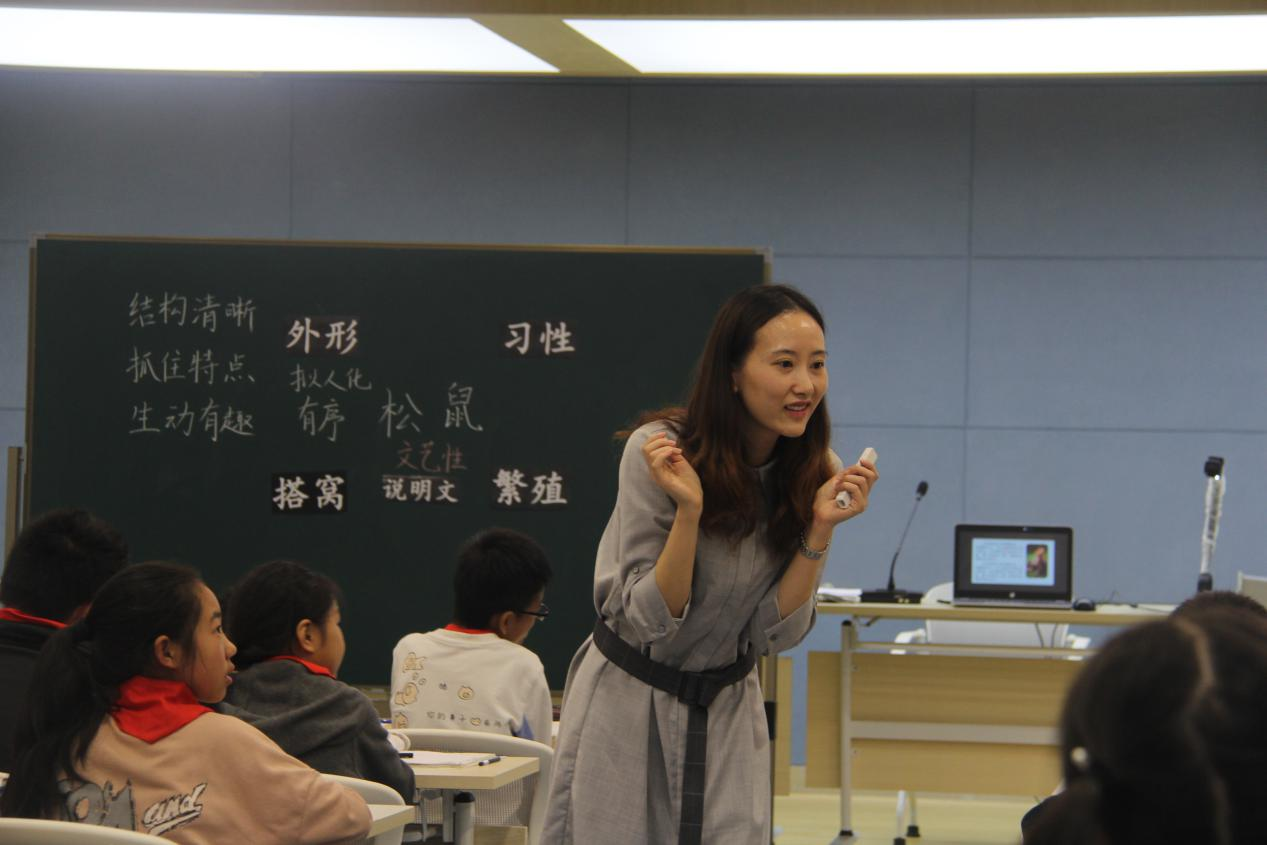 结构清晰
抓住特点
生动有趣
外形
拟人化
有序
松鼠
文艺性
说明文
习性
搭窝
繁殖